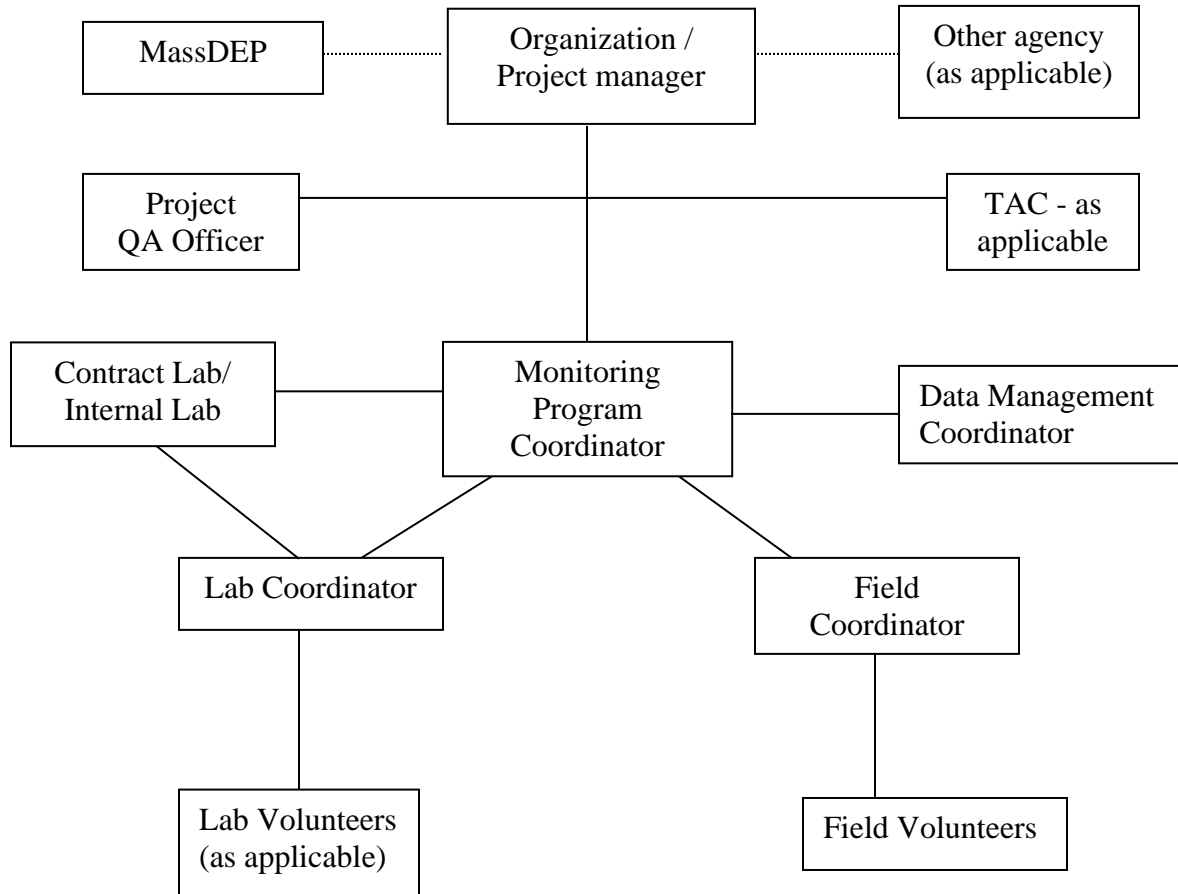 MassDEP
Organization /
Project manager
Other agency
(as applicable)
Project
QA Officer
TAC - as
applicable
Contract Lab/
Internal Lab
Monitoring
Program
Coordinator
Data Management
Coordinator
Lab Coordinator
Field
Coordinator
Lab Volunteers
(as applicable)
Field Volunteers